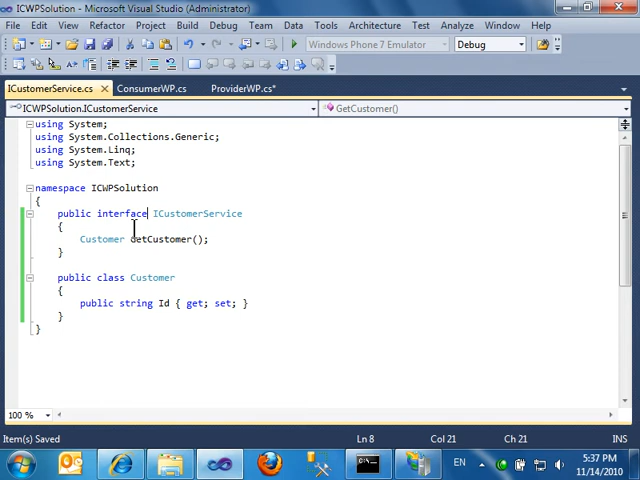 ICWPSolution - Microsoft Visual Studio (Administrator)
File Edit View Refactor Project Build Debug Team Data Tools Architecture Test Analyze Window Help
Windows Phone 7 Emulator Debug
ICustomerService.cs ConsumerWP.cs ProviderWP.cs*
ICWPSolution.ICustomerService GetCustomer()
using System;
using System.Collections.Generic;
using System.Linq;
using System.Text;
namespace ICWPSolution
{
public interface ICustomerService
{
Customer GetCustomer();
}
public class Customer
{
public string Id { get; set; }
}
}
100 %
Item(s) Saved Ln 8 Col 21 Ch 21 INS
EN 5:37 PM
11/14/2010